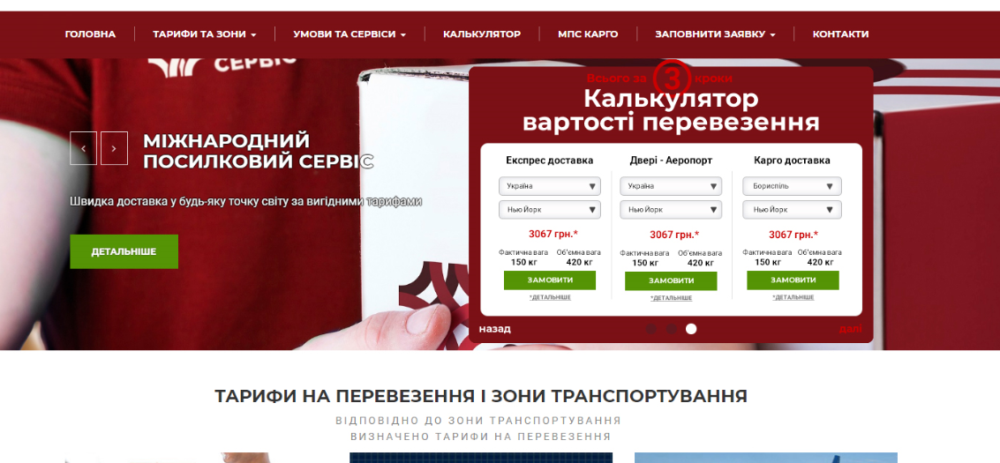 ГОЛОВНА ТАРИФИ ТА ЗОНИ УМОВИ ТА СЕРВІСИ КАЛЬКУЛЯТОР МПС КАРГО ЗАПОВНИТИ ЗАЯВКУ КОНТАКТИ
СЕРВІС
МІЖНАРОДНИЙ
ПОСИЛКОВИЙ СЕРВІС
Швидка доставка у будь-яку точку світу за вигідними тарифами
ДЕТАЛЬНІШЕ
Всього за 3 кроки
Калькулятор
вартості перевезення
Експрес доставка
Україна
Нью Йорк
3067 грн.*
Фактична вага Об'ємна вага
150 кг 420 кг
ЗАМОВИТИ
*ДЕТАЛЬНІШЕ
Двері - Аеропорт
Україна
Нью Йорк
3067 грн.*
Фактична вага Об'ємна вага
150 кг 420 кг
ЗАМОВИТИ
*ДЕТАЛЬНІШЕ
Карго доставка
Бориспіль
Нью Йорк
3067 грн.*
Фактична вага Об'ємна вага
150 кг 420 кг
ЗАМОВИТИ
*ДЕТАЛЬНІШЕ
назад далі
ТАРИФИ НА ПЕРЕВЕЗЕННЯ І ЗОНИ ТРАНСПОРТУВАННЯ
ВІДПОВІДНО ДО ЗОНИ ТРАНСПОРТУВАННЯ
ВИЗНАЧЕНО ТАРИФИ НА ПЕРЕВЕЗЕННЯ